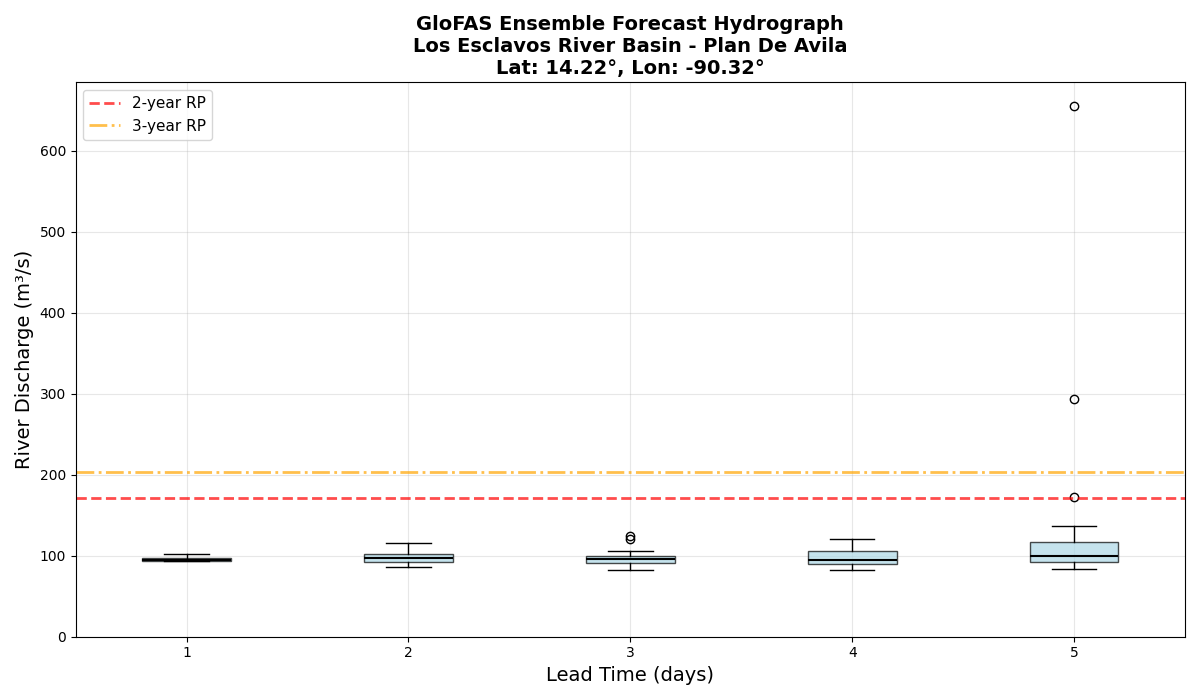 GloFAS Ensemble Forecast Hydrograph
Los Esclavos River Basin - Plan De Avila
Lat: 14.22°, Lon: -90.32°
2-year RP
3-year RP
River Discharge (m³/s)
600
500
400
300
200
100
0
1 2 3 4 5
Lead Time (days)